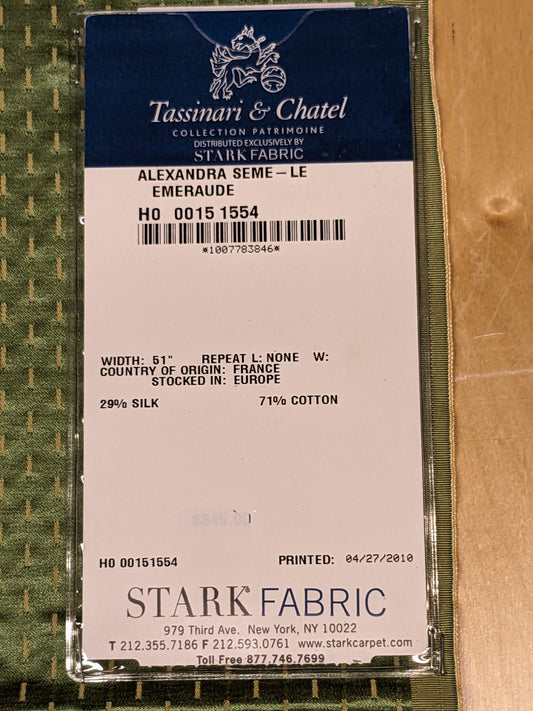 Tassinari & Chatel
COLLECTION PATRIMOINE
DISTRIBUTED EXCLUSIVELY BY
STARK FABRIC
ALEXANDRA SEME-LE
EMERAUDE
H0 0015 1554
*1007783846*
WIDTH: 51" REPEAT L: NONE W:
COUNTRY OF ORIGIN: FRANCE
STOCKED IN: EUROPE
29% SILK 71% COTTON
$345.00
H0 00151554 PRINTED: 04/27/2010
STARK FABRIC
979 Third Ave. New York, NY 10022
T 212.355.7186 F 212.593.0761 www.starkcarpet.com
Toll Free 877.746.7699